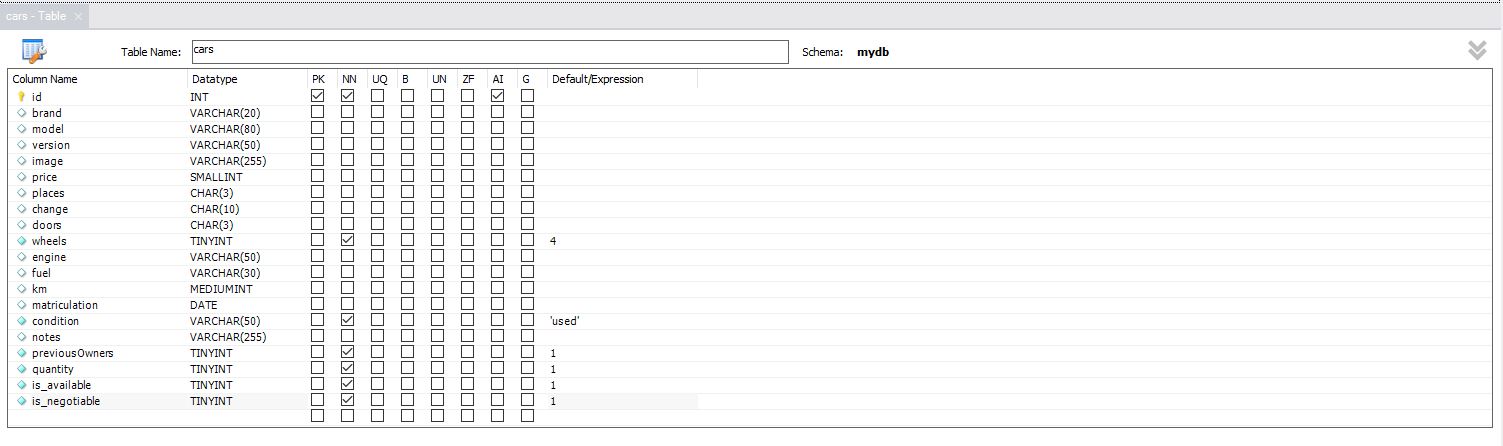 cars - Table
Table Name: cars Schema: mydb
Column Name Datatype PK NN UQ B UN ZF AI G Default/Expression
id INT
brand VARCHAR(20)
model VARCHAR(80)
version VARCHAR(50)
image VARCHAR(255)
price SMALLINT
places CHAR(3)
change CHAR(10)
doors CHAR(3)
wheels TINYINT 4
engine VARCHAR(50)
fuel VARCHAR(30)
km MEDIUMINT
matriculation DATE
condition VARCHAR(50) 'used'
notes VARCHAR(255)
previousOwners TINYINT 1
quantity TINYINT 1
is_available TINYINT 1
is_negotiable TINYINT 1